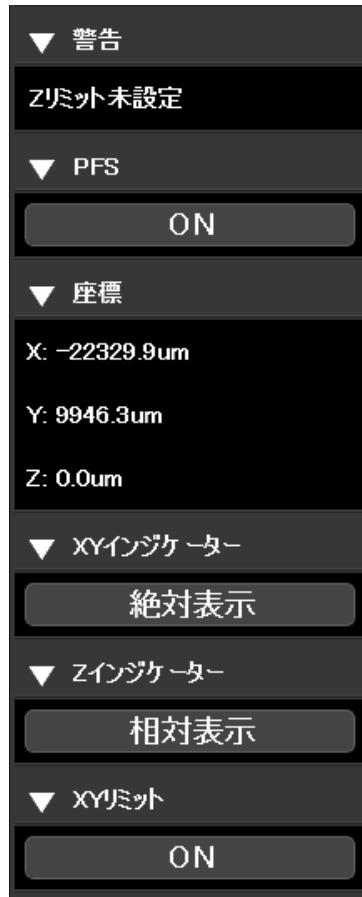 ▼ 警告
Zリミット未設定
▼ PFS
ON
▼ 座標
X: -22329.9um
Y: 9946.3um
Z: 0.0um
▼ XYインジケーター
絶対表示
▼ Zインジケーター
相対表示
▼ XYリミット
ON